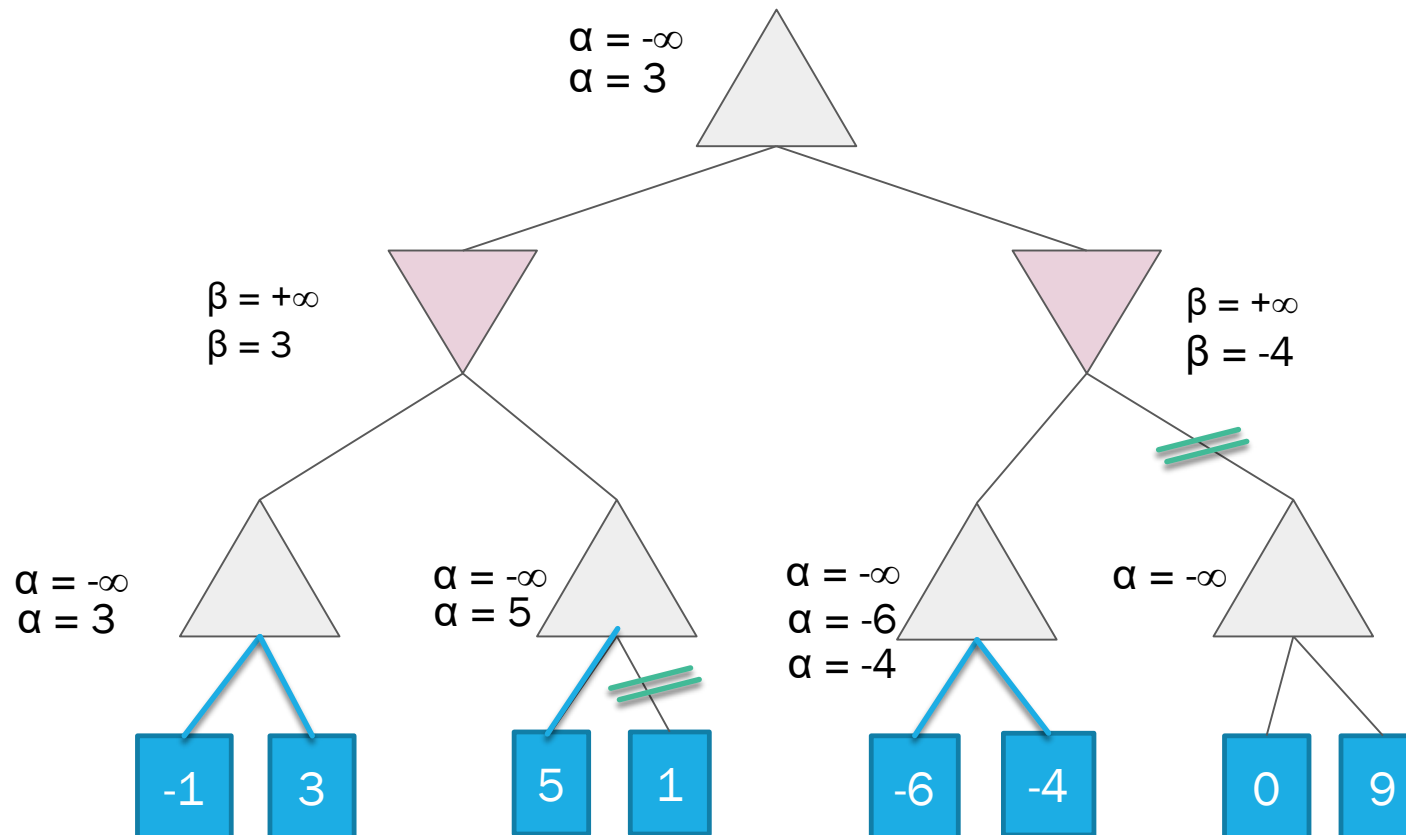 α = -∞
α = 3
β = +∞
β = 3
β = +∞
β = -4
α = -∞
α = 3
α = -∞
α = 5
α = -∞
α = -6
α = -4
α = -∞
-1 3 5 1 -6 -4 0 9